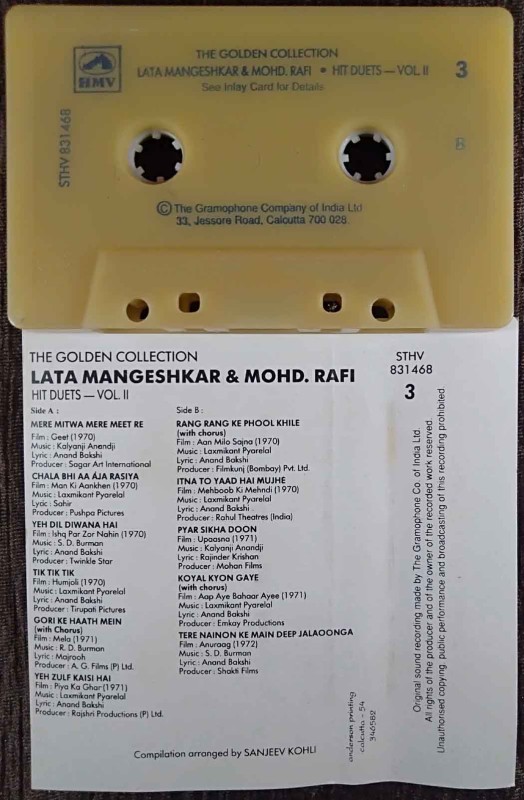 HMV
THE GOLDEN COLLECTION
LATA MANGESHKAR & MOHD. RAFI • HIT DUETS — VOL. II
3
See Inlay Card for Details
STHV 831468
B
© The Gramophone Company of India Ltd
33, Jessore Road, Calcutta 700 028.
THE GOLDEN COLLECTION
LATA MANGESHKAR & MOHD. RAFI
HIT DUETS — VOL. II
STHV
831468
3
Side A :
MERE MITWA MERE MEET RE
Film : Geet (1970)
Music : Kalyanji Anandji
Lyric : Anand Bakshi
Producer : Sagar Art International
CHALA BHI AA AJA RASIYA
Film : Man Ki Aankhen (1970)
Music : Laxmikant Pyarelal
Lyric : Sahir
Producer : Pushpa Pictures
YEH DIL DIWANA HAI
Film : Ishq Par Zor Nahin (1970)
Music : S. D. Burman
Lyric : Anand Bakshi
Producer : Twinkle Star
TIK TIK TIK
Film : Humjoli (1970)
Music : Laxmikant Pyarelal
Lyric : Anand Bakshi
Producer : Tirupati Pictures
GORI KE HAATH MEIN
(with Chorus)
Film : Mela (1971)
Music : R. D. Burman
Lyric : Majrooh
Producer : A. G. Films (P) Ltd.
YEH ZULF KAISI HAI
Film : Piya Ka Ghar (1971)
Music : Laxmikant Pyarelal
Lyric : Anand Bakshi
Producer : Rajshri Productions (P) Ltd.
Side B :
RANG RANG KE PHOOL KHILE
(with chorus)
Film : Aan Milo Sajna (1970)
Music : Laxmikant Pyarelal
Lyric : Anand Bakshi
Producer : Filmkunj (Bombay) Pvt. Ltd.
ITNA TO YAAD HAI MUJHE
Film : Mehboob Ki Mehndi (1970)
Music : Laxmikant Pyarelal
Lyric : Anand Bakshi
Producer : Rahul Theatres (India)
PYAR SIKHA DOON
Film : Upaasna (1971)
Music : Kalyanji Anandji
Lyric : Rajinder Krishan
Producer : Mohan Films
KOYAL KYON GAYE
(with chorus)
Film : Aap Aye Bahaar Ayee (1971)
Music : Laxmikant Pyarelal
Lyric : Anand Bakshi
Producer : Emkay Productions
TERE NAINON KE MAIN DEEP JALAOONGA
Film : Anuraag (1972)
Music : S. D. Burman
Lyric : Anand Bakshi
Producer : Shakti Films
Compilation arranged by SANJEEV KOHLI
anderson printing
calcutta - 54
346582
Original sound recording made by The Gramophone Co. of India Ltd.
All rights of the producer and of the owner of the recorded work reserved.
Unauthorised copying, public performance and broadcasting of this recording prohibited.